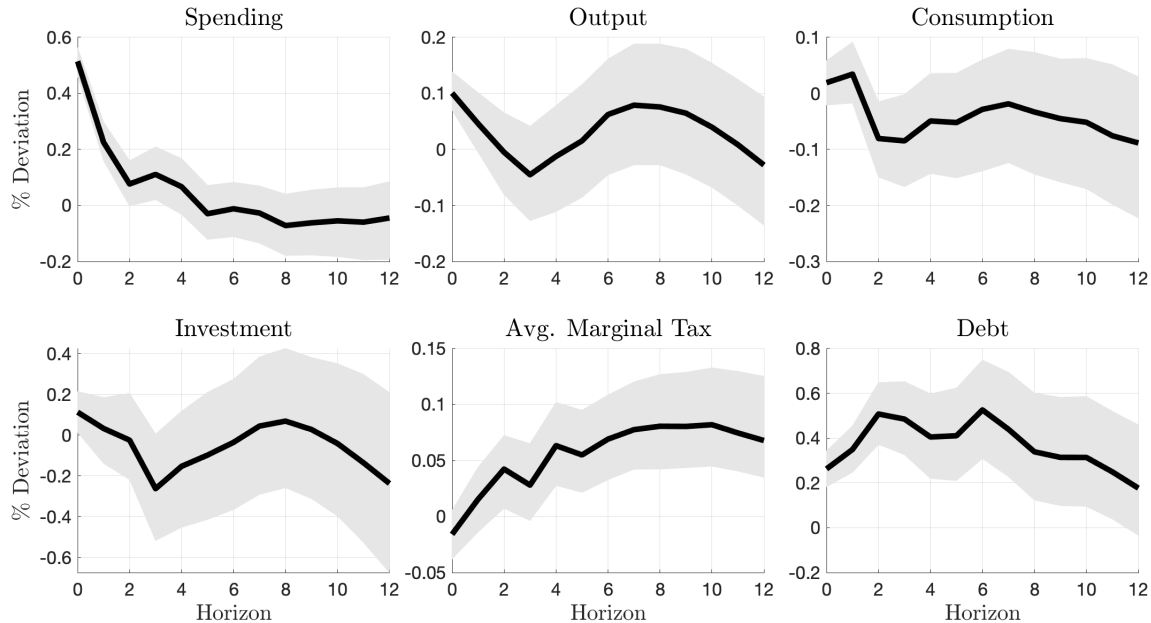 Spending
% Deviation
0.6
0.4
0.2
0
-0.2
0 2 4 6 8 10 12
Output
0.2
0.1
0
-0.1
-0.2
0 2 4 6 8 10 12
Consumption
0.1
0
-0.1
-0.2
-0.3
0 2 4 6 8 10 12
Investment
% Deviation
0.4
0.2
0
-0.2
-0.4
-0.6
0 2 4 6 8 10 12
Horizon
Avg. Marginal Tax
0.15
0.1
0.05
0
-0.05
0 2 4 6 8 10 12
Horizon
Debt
0.8
0.6
0.4
0.2
0
-0.2
0 2 4 6 8 10 12
Horizon